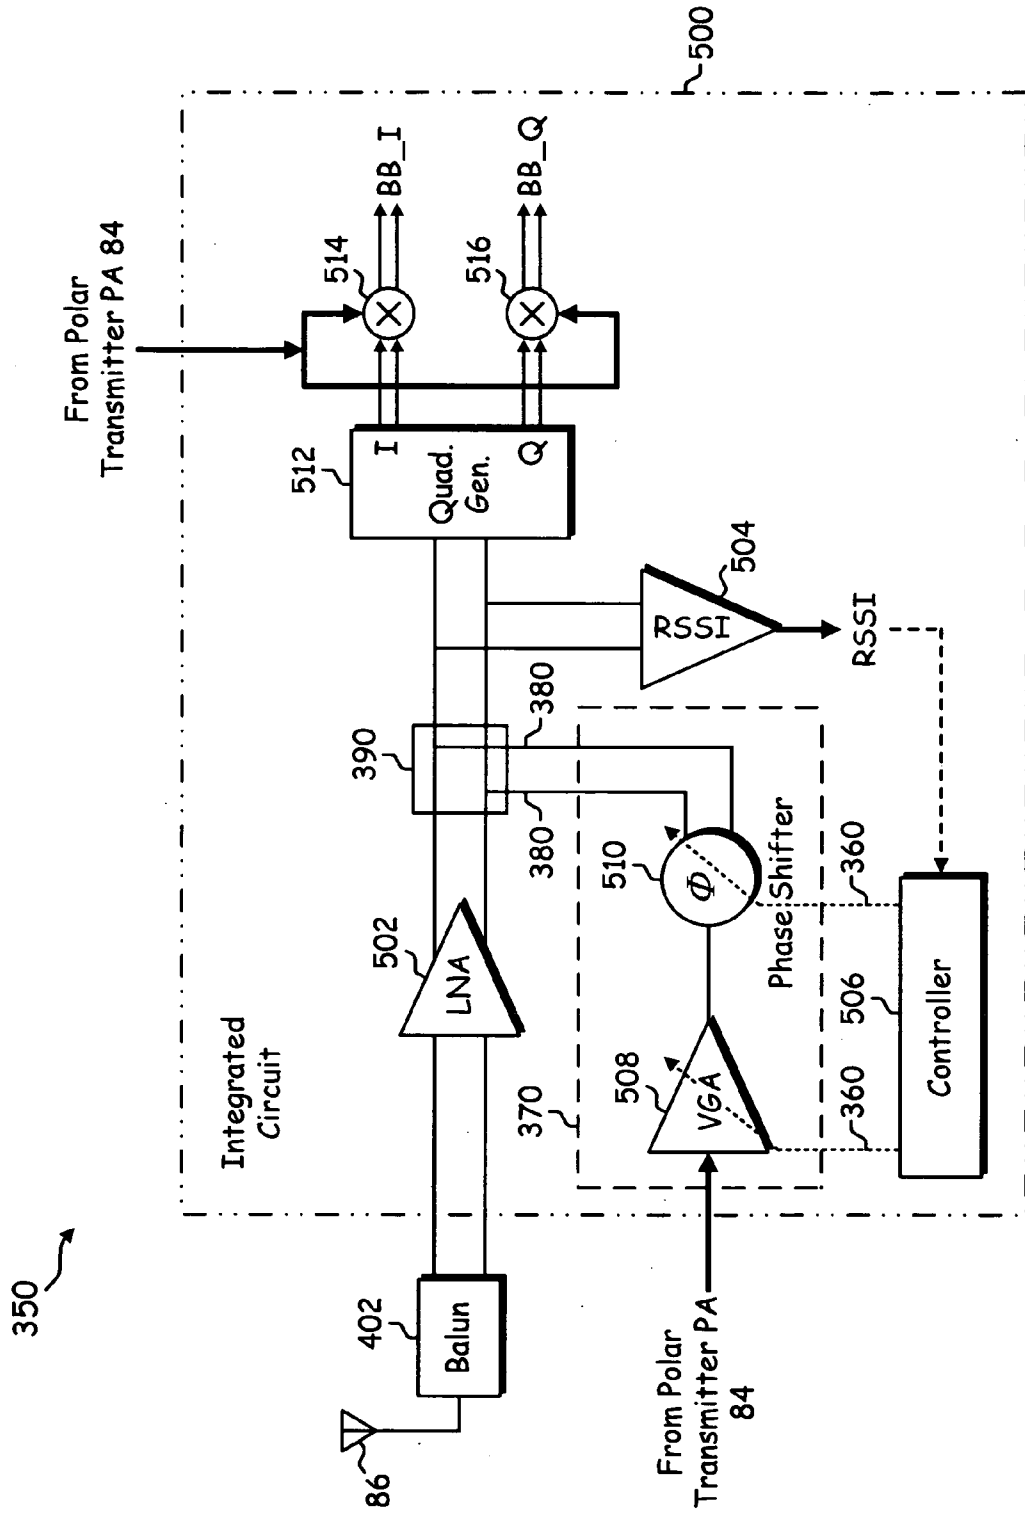 350
86
402
Balun
Integrated
Circuit
500
502
LNA
390
380
380
512
Quad.
Gen.
I
Q
514
516
BB_I
BB_Q
From Polar
Transmitter PA 84
504
RSSI
RSSI
370
508
VGA
510
Φ
Phase Shifter
360
360
506
Controller
From Polar
Transmitter PA
84